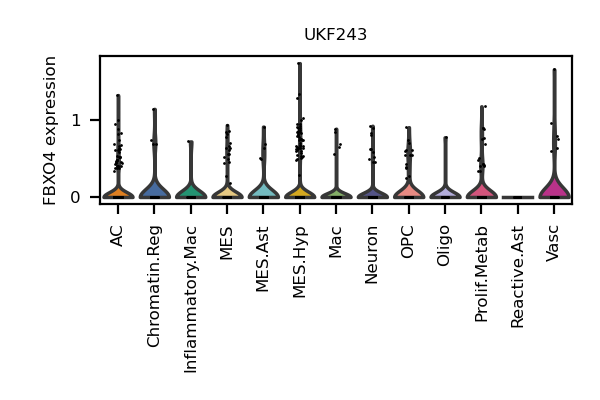 UKF243
FBXO4 expression
1
0
AC
Chromatin.Reg
Inflammatory.Mac
MES
MES.Ast
MES.Hyp
Mac
Neuron
OPC
Oligo
Prolif.Metab
Reactive.Ast
Vasc